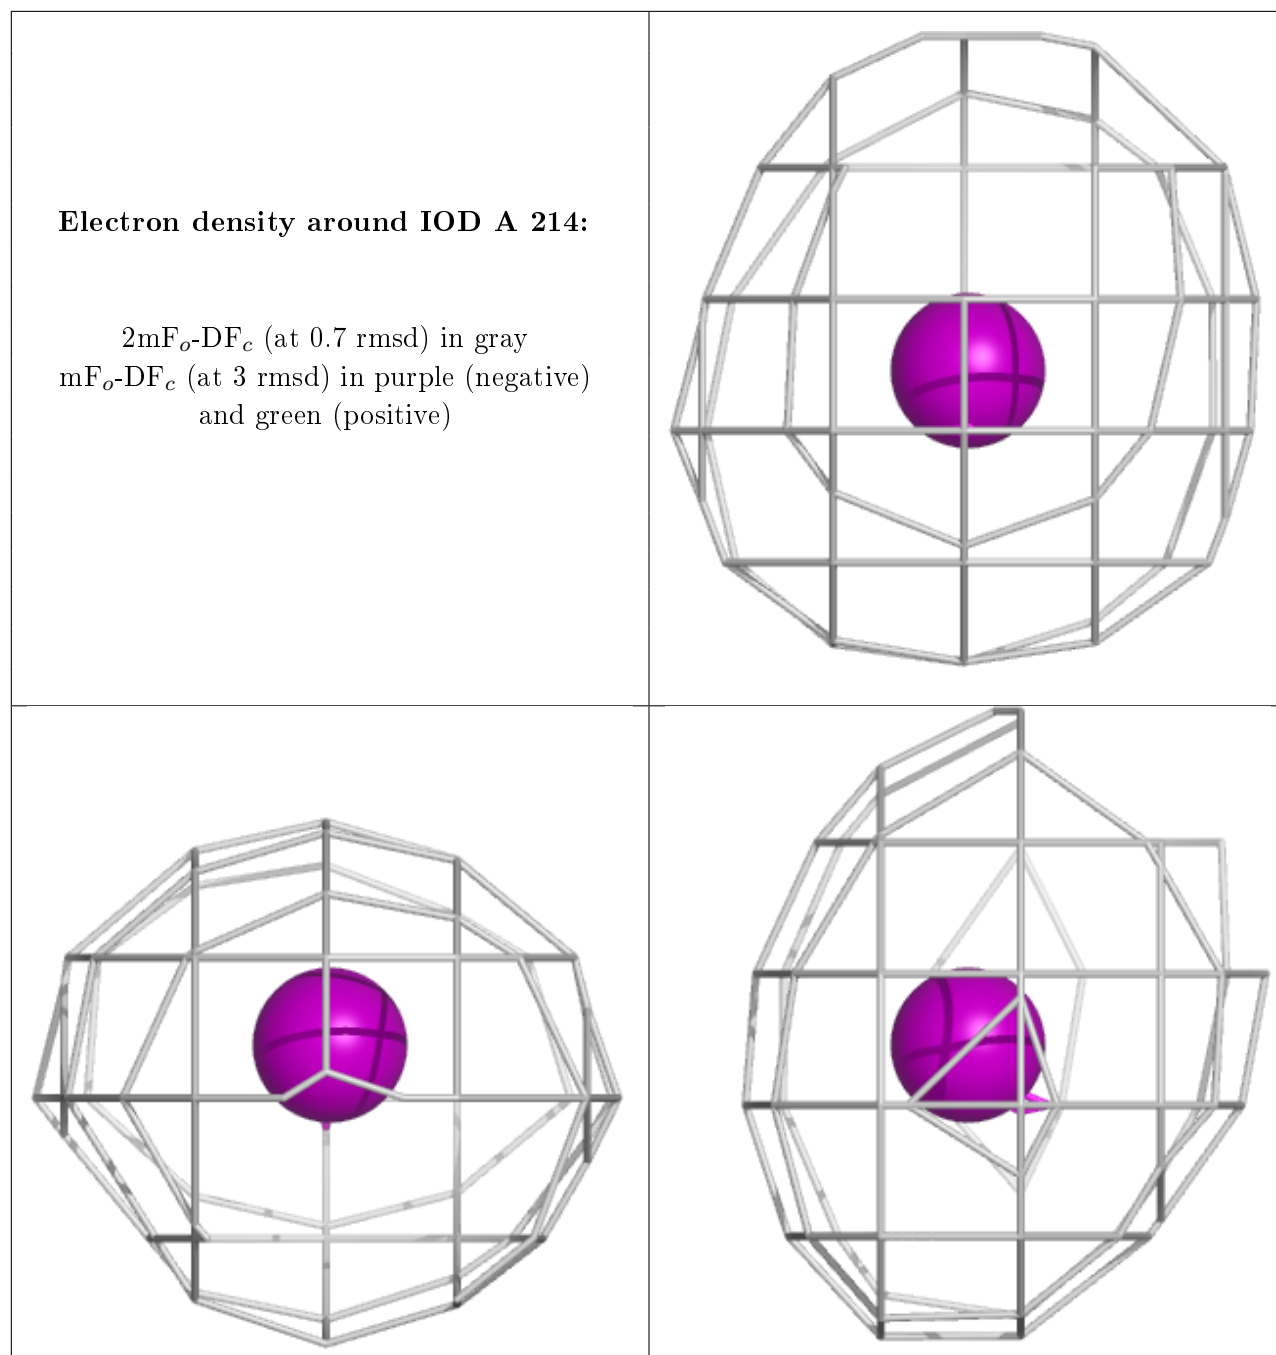 Electron density around IOD A 214:
2mFo-DFc (at 0.7 rmsd) in gray
mFo-DFc (at 3 rmsd) in purple (negative)
and green (positive)